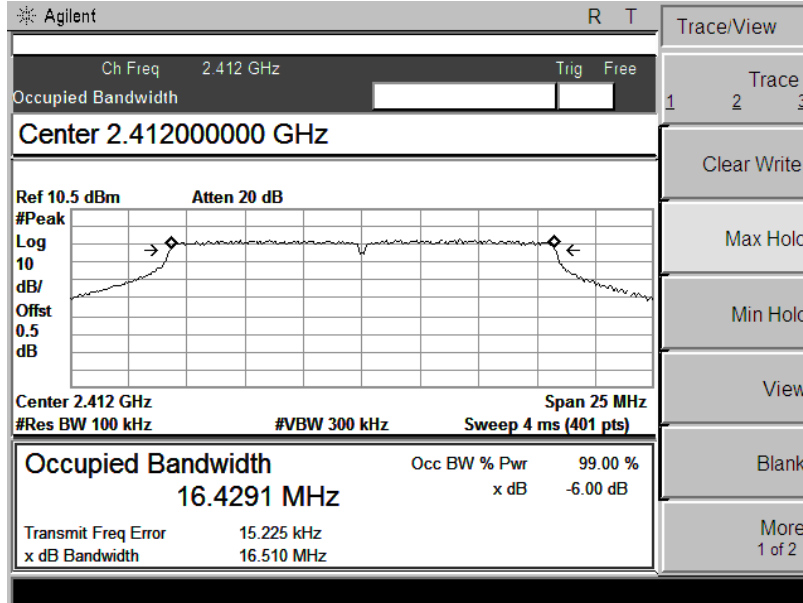 Agilent R T
Trace/View
Ch Freq 2.412 GHz Trig Free
Occupied Bandwidth
Trace
1 2 3
Center 2.412000000 GHz
Clear Write
Ref 10.5 dBm Atten 20 dB
#Peak
Log
10
dB/
Offst
0.5
dB
Max Hold
Min Hold
Center 2.412 GHz Span 25 MHz
#Res BW 100 kHz #VBW 300 kHz Sweep 4 ms (401 pts)
View
Occupied Bandwidth
16.4291 MHz
Occ BW % Pwr 99.00 %
x dB -6.00 dB
Blank
Transmit Freq Error 15.225 kHz
x dB Bandwidth 16.510 MHz
More
1 of 2